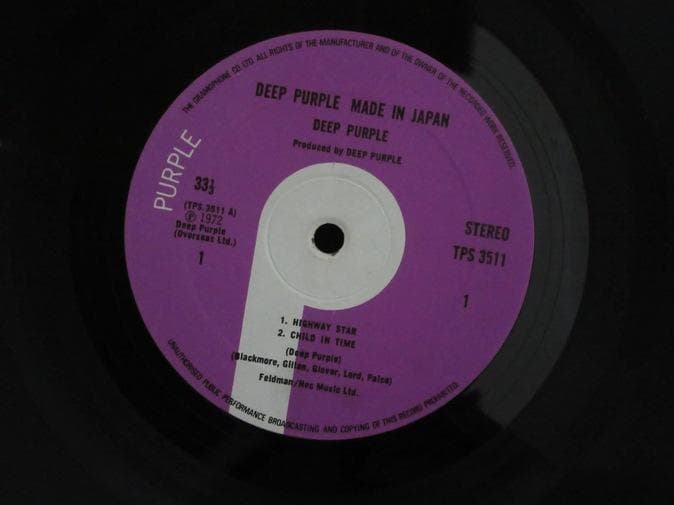 THE GRAMOPHONE CO. LTD. ALL RIGHTS OF THE MANUFACTURER AND OF THE OWNER OF THE RECORDED WORK RESERVED.
DEEP PURPLE MADE IN JAPAN
DEEP PURPLE
Produced by DEEP PURPLE
PURPLE
33⅓
(TPS 3511 A)
Ⓟ 1972
Deep Purple
(Overseas Ltd.)
1
STEREO
TPS 3511
1
1. HIGHWAY STAR
2. CHILD IN TIME
(Deep Purple)
(Blackmore, Gillan, Glover, Lord, Paice)
Feldman/Hec Music Ltd.
UNAUTHORISED PUBLIC PERFORMANCE BROADCASTING AND COPYING OF THIS RECORD PROHIBITED.